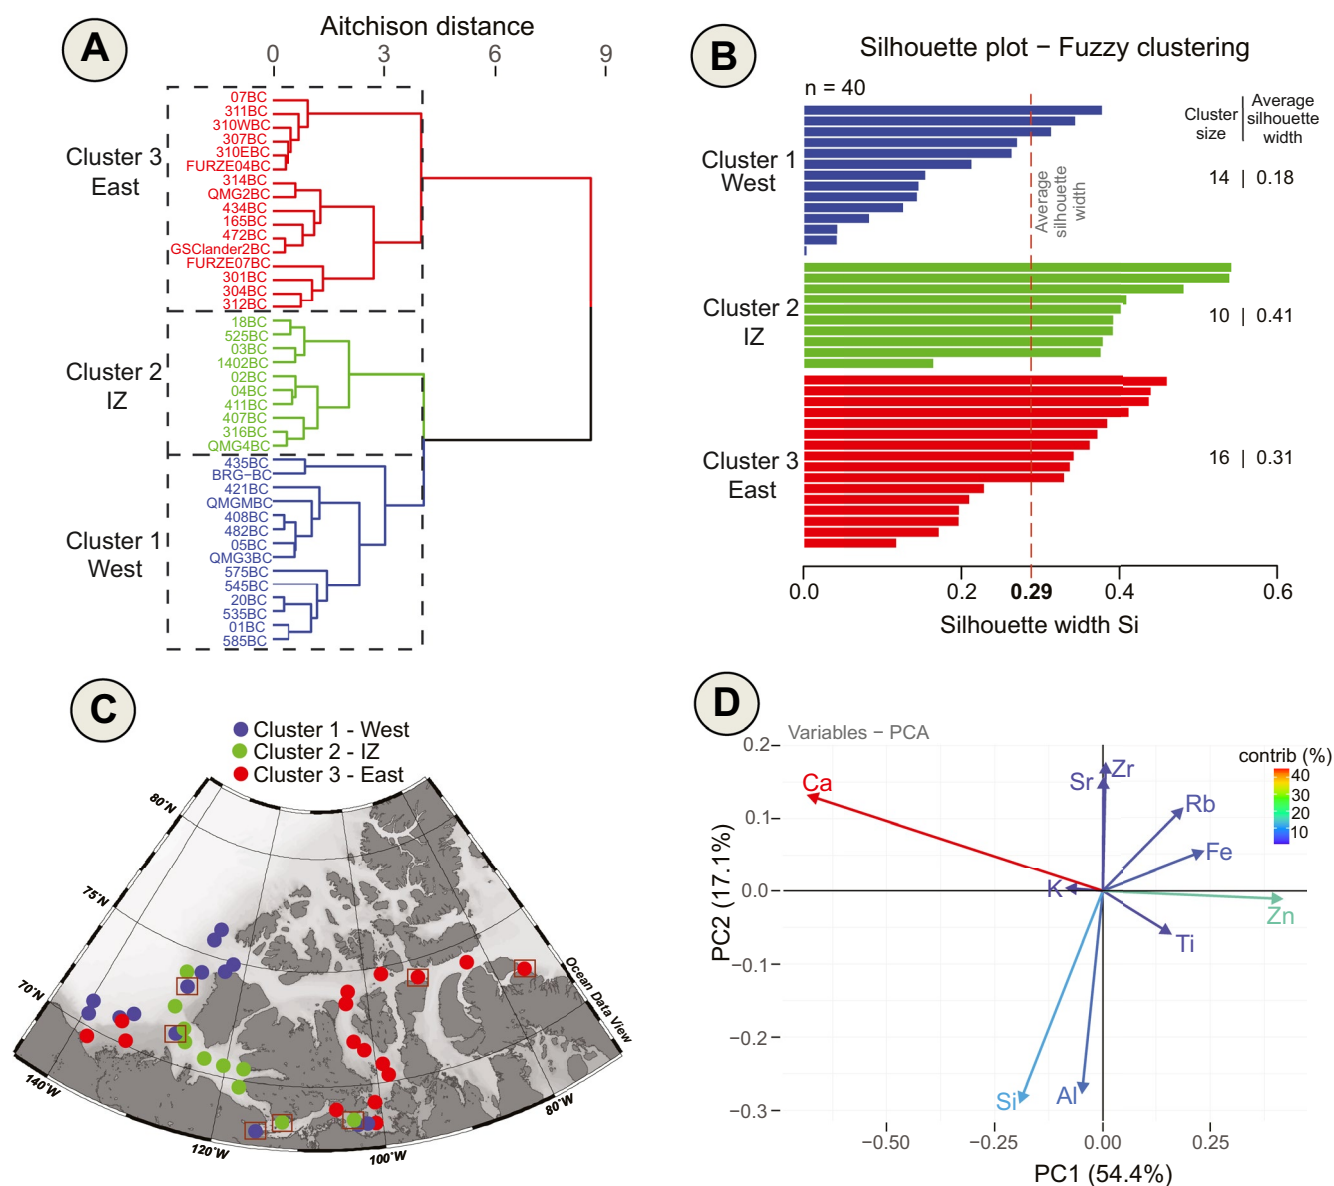 A
Aitchison distance
0 3 6 9
07BC
311BC
310WBC
307BC
310EBC
FURZE04BC
314BC
QMG2BC
434BC
165BC
472BC
GSClander2BC
FURZE07BC
301BC
304BC
312BC
Cluster 3
East
18BC
525BC
03BC
1402BC
02BC
04BC
411BC
407BC
316BC
QMG4BC
Cluster 2
IZ
435BC
BRG−BC
421BC
QMGMBC
408BC
482BC
05BC
QMG3BC
575BC
545BC
20BC
535BC
01BC
585BC
Cluster 1
West
B
Silhouette plot − Fuzzy clustering
n = 40
Cluster
size
Average
silhouette
width
Cluster 1
West
14 | 0.18
Average
silhouette
width
Cluster 2
IZ
10 | 0.41
Cluster 3
East
16 | 0.31
0.0 0.2 0.29 0.4 0.6
Silhouette width Si
C
Cluster 1 - West
Cluster 2 - IZ
Cluster 3 - East
80°N
75°N
70°N
140°W
120°W
100°W
80°W
Ocean Data View
D
Variables − PCA
contrib (%)
40
30
20
10
0.2
0.1
0.0
−0.1
−0.2
−0.3
PC2 (17.1%)
Ca
Sr
Zr
Rb
Fe
K
Zn
Ti
Si
Al
−0.50 −0.25 0.00 0.25
PC1 (54.4%)